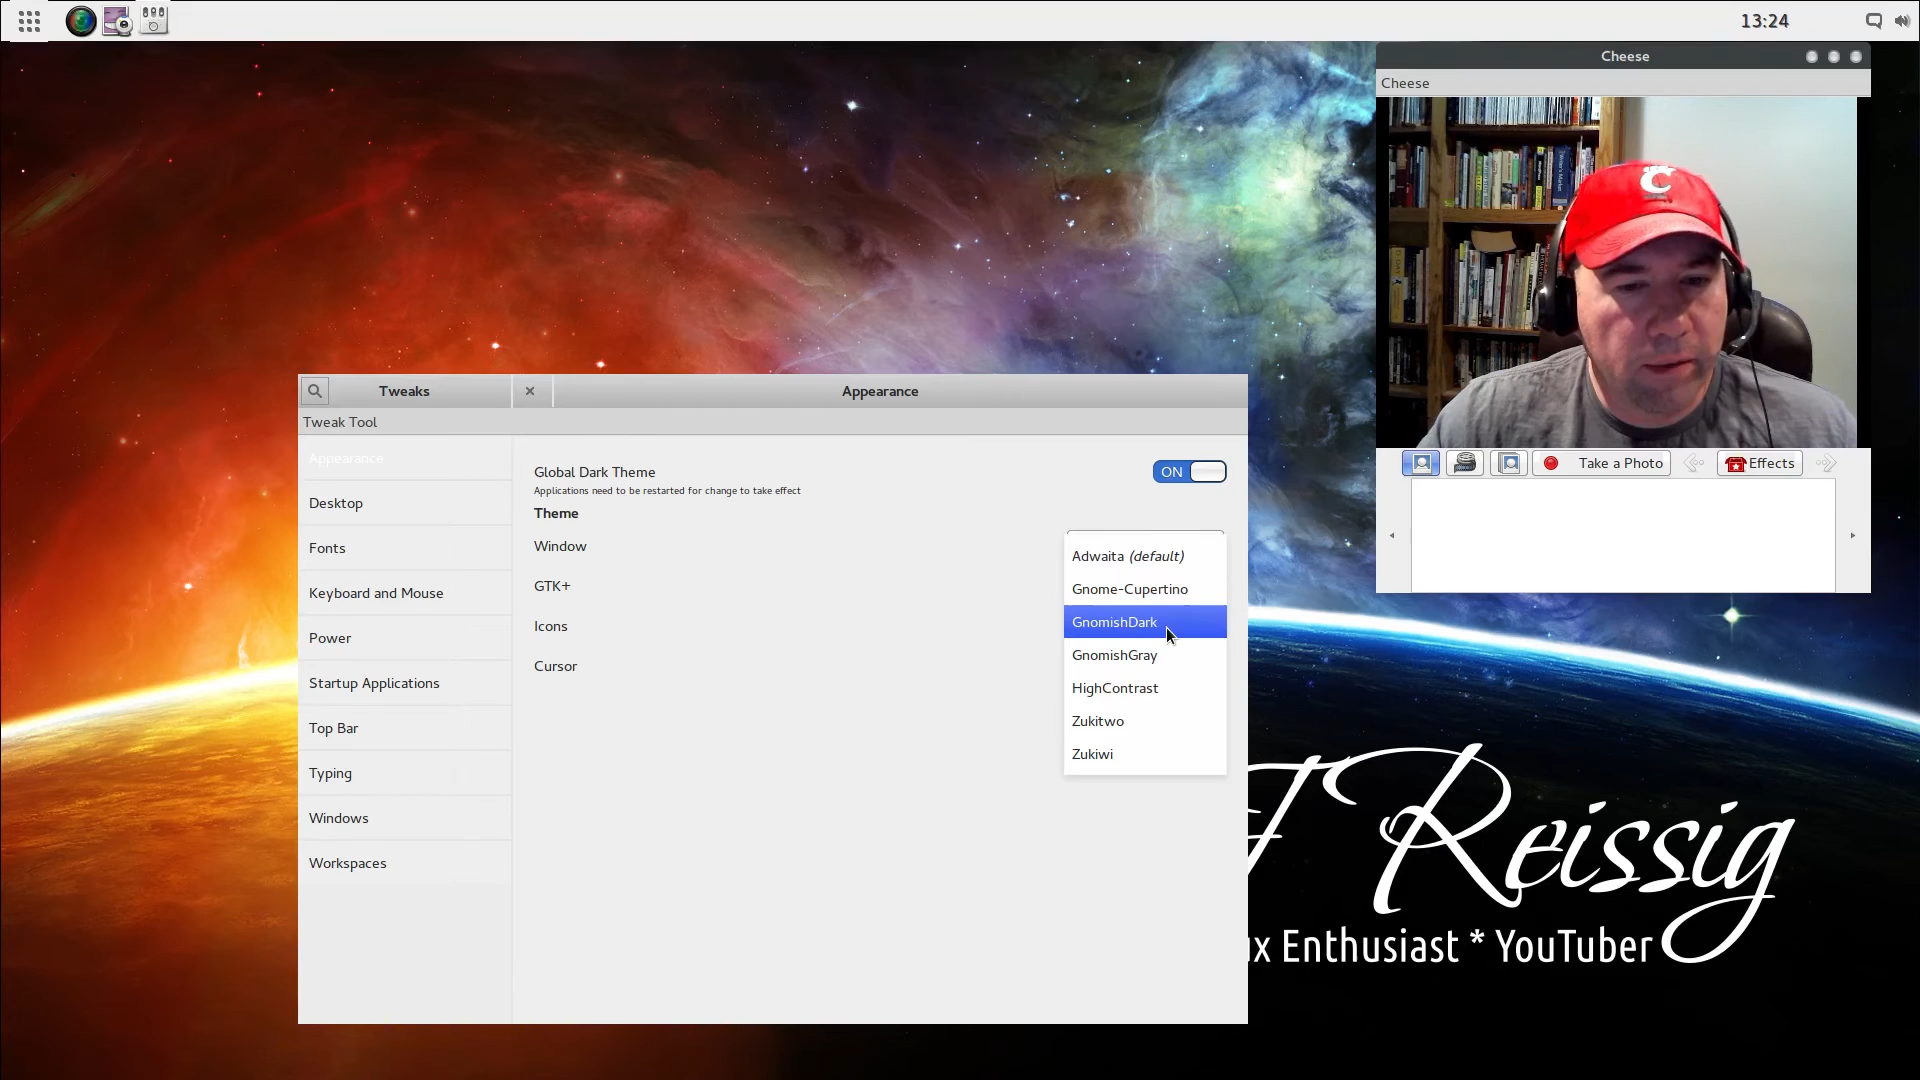 13:24
Cheese
Cheese
C
Take a Photo
Effects
Tweaks
Appearance
Tweak Tool
Appearance
Desktop
Fonts
Keyboard and Mouse
Power
Startup Applications
Top Bar
Typing
Windows
Workspaces
Global Dark Theme
ON
Applications need to be restarted for change to take effect
Theme
Window
GTK+
Icons
Cursor
Adwaita (default)
Gnome-Cupertino
GnomishDark
GnomishGray
HighContrast
Zukitwo
Zukiwi
Reissig
Enthusiast * YouTuber